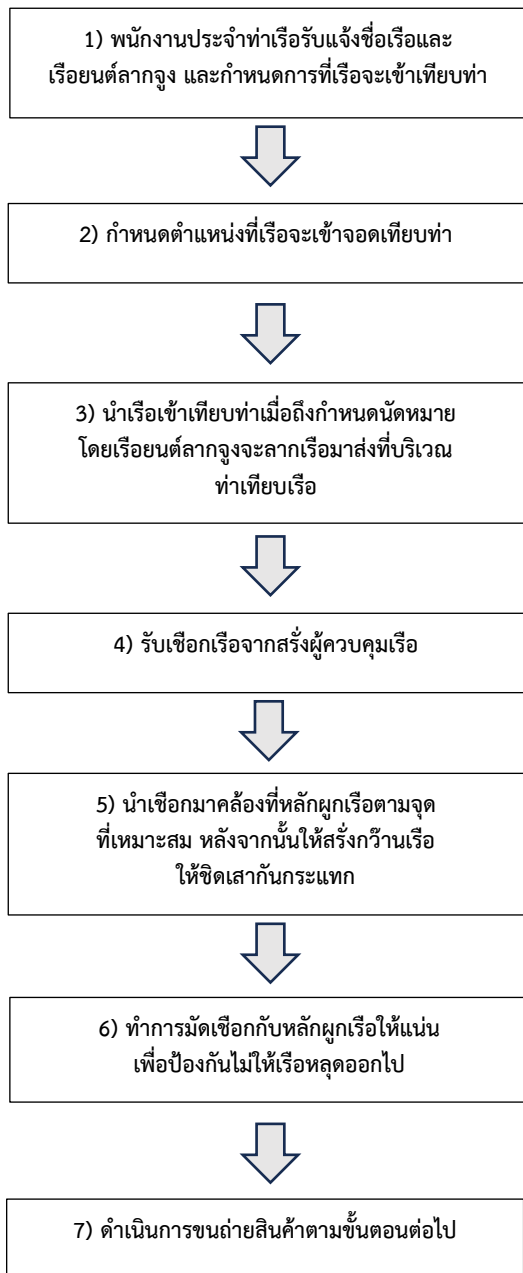 1) พนักงานประจำท่าเรือรับแจ้งชื่อเรือและ
เรือยนต์ลากจูง และกำหนดการที่เรือจะเข้าเทียบท่า
2) กำหนดตำแหน่งที่เรือจะเข้าจอดเทียบท่า
3) นำเรือเข้าเทียบท่าเมื่อถึงกำหนดนัดหมาย
โดยเรือยนต์ลากจูงจะลากเรือมาส่งที่บริเวณ
ท่าเทียบเรือ
4) รับเชือกเรือจากสรั่งผู้ควบคุมเรือ
5) นำเชือกมาคล้องที่หลักผูกเรือตามจุด
ที่เหมาะสม หลังจากนั้นให้สรั่งกว๊านเรือ
ให้ชิดเสากันกระแทก
6) ทำการมัดเชือกกับหลักผูกเรือให้แน่น
เพื่อป้องกันไม่ให้เรือหลุดออกไป
7) ดำเนินการขนถ่ายสินค้าตามขั้นตอนต่อไป